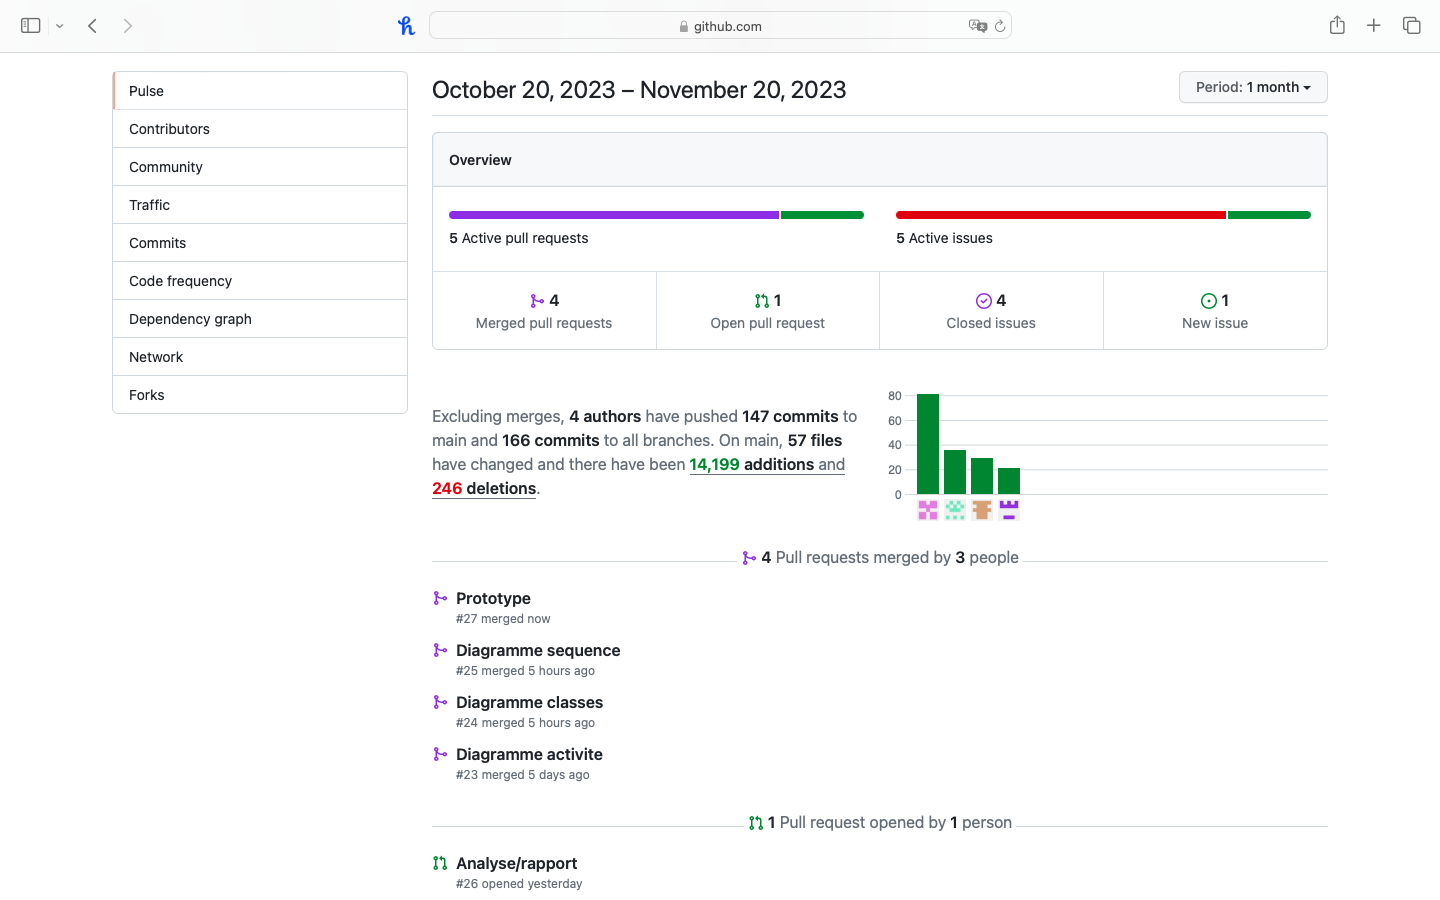 github.com
Pulse
Contributors
Community
Traffic
Commits
Code frequency
Dependency graph
Network
Forks
October 20, 2023 – November 20, 2023
Period: 1 month
Overview
5 Active pull requests
5 Active issues
4
Merged pull requests
1
Open pull request
4
Closed issues
1
New issue
Excluding merges, 4 authors have pushed 147 commits to
main and 166 commits to all branches. On main, 57 files
have changed and there have been 14,199 additions and
246 deletions.
80
60
40
20
0
4 Pull requests merged by 3 people
Prototype
#27 merged now
Diagramme sequence
#25 merged 5 hours ago
Diagramme classes
#24 merged 5 hours ago
Diagramme activite
#23 merged 5 days ago
1 Pull request opened by 1 person
Analyse/rapport
#26 opened yesterday